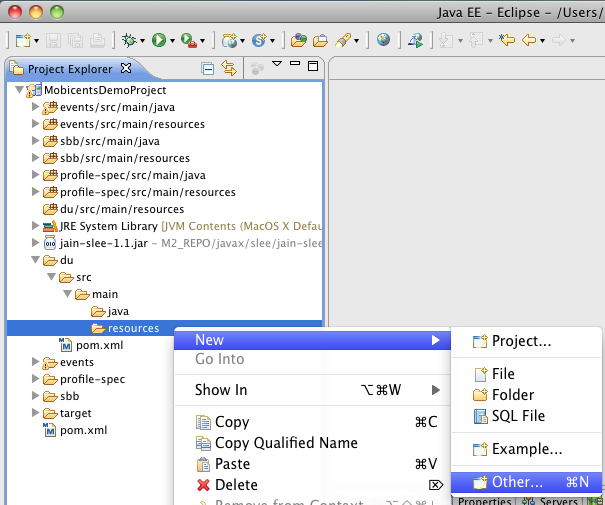 Java EE - Eclipse - /Users/
Project Explorer
MobicentsDemoProject
events/src/main/java
events/src/main/resources
sbb/src/main/java
sbb/src/main/resources
profile-spec/src/main/java
profile-spec/src/main/resources
du/src/main/resources
JRE System Library [JVM Contents (MacOS X Defau
jain-slee-1.1.jar - M2_REPO/javax/slee/jain-slee
du
src
main
java
resources
pom.xml
events
profile-spec
sbb
target
pom.xml
New
Go Into
Show In ⌥⌘W
Copy ⌘C
Copy Qualified Name
Paste ⌘V
Delete ⌦
Remove from Context
Project...
File
Folder
SQL File
Example...
Other... ⌘N
Properties Servers